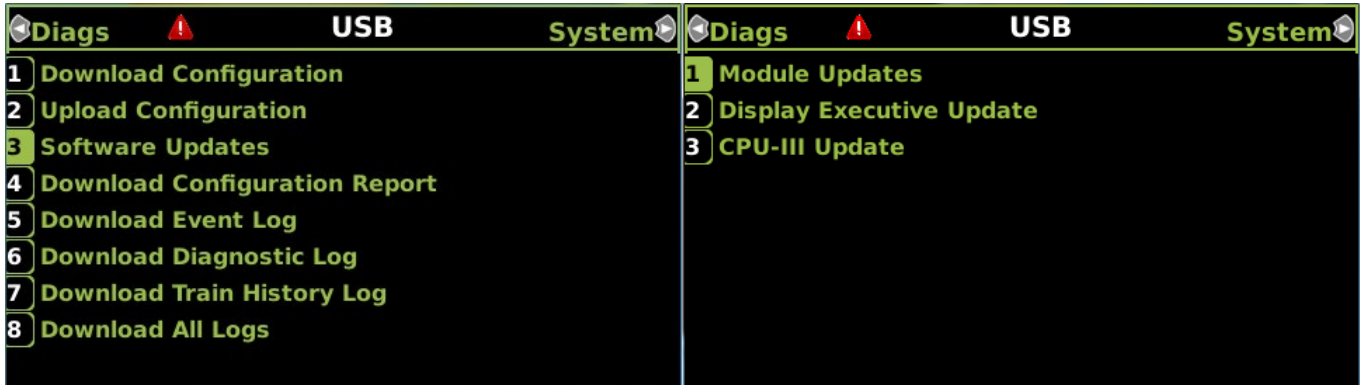 Diags USB System
1 Download Configuration
2 Upload Configuration
3 Software Updates
4 Download Configuration Report
5 Download Event Log
6 Download Diagnostic Log
7 Download Train History Log
8 Download All Logs
Diags USB System
1 Module Updates
2 Display Executive Update
3 CPU-III Update